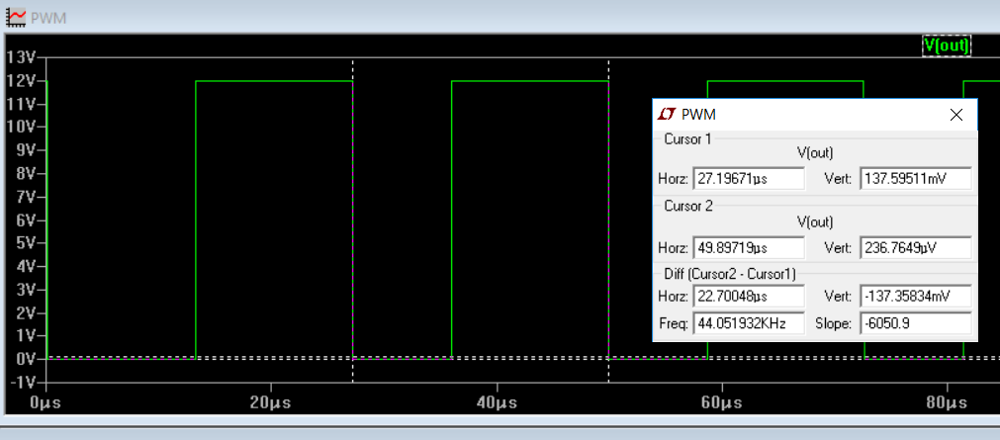 PWM
V(out)
13V
12V
11V
10V
9V
8V
7V
6V
5V
4V
3V
2V
1V
0V
-1V
0µs 20µs 40µs 60µs 80µs
PWM
Cursor 1
V(out)
Horz: 27.19671µs Vert: 137.59511mV
Cursor 2
V(out)
Horz: 49.89719µs Vert: 236.7649µV
Diff (Cursor2 - Cursor1)
Horz: 22.70048µs Vert: -137.35834mV
Freq: 44.051932KHz Slope: -6050.9